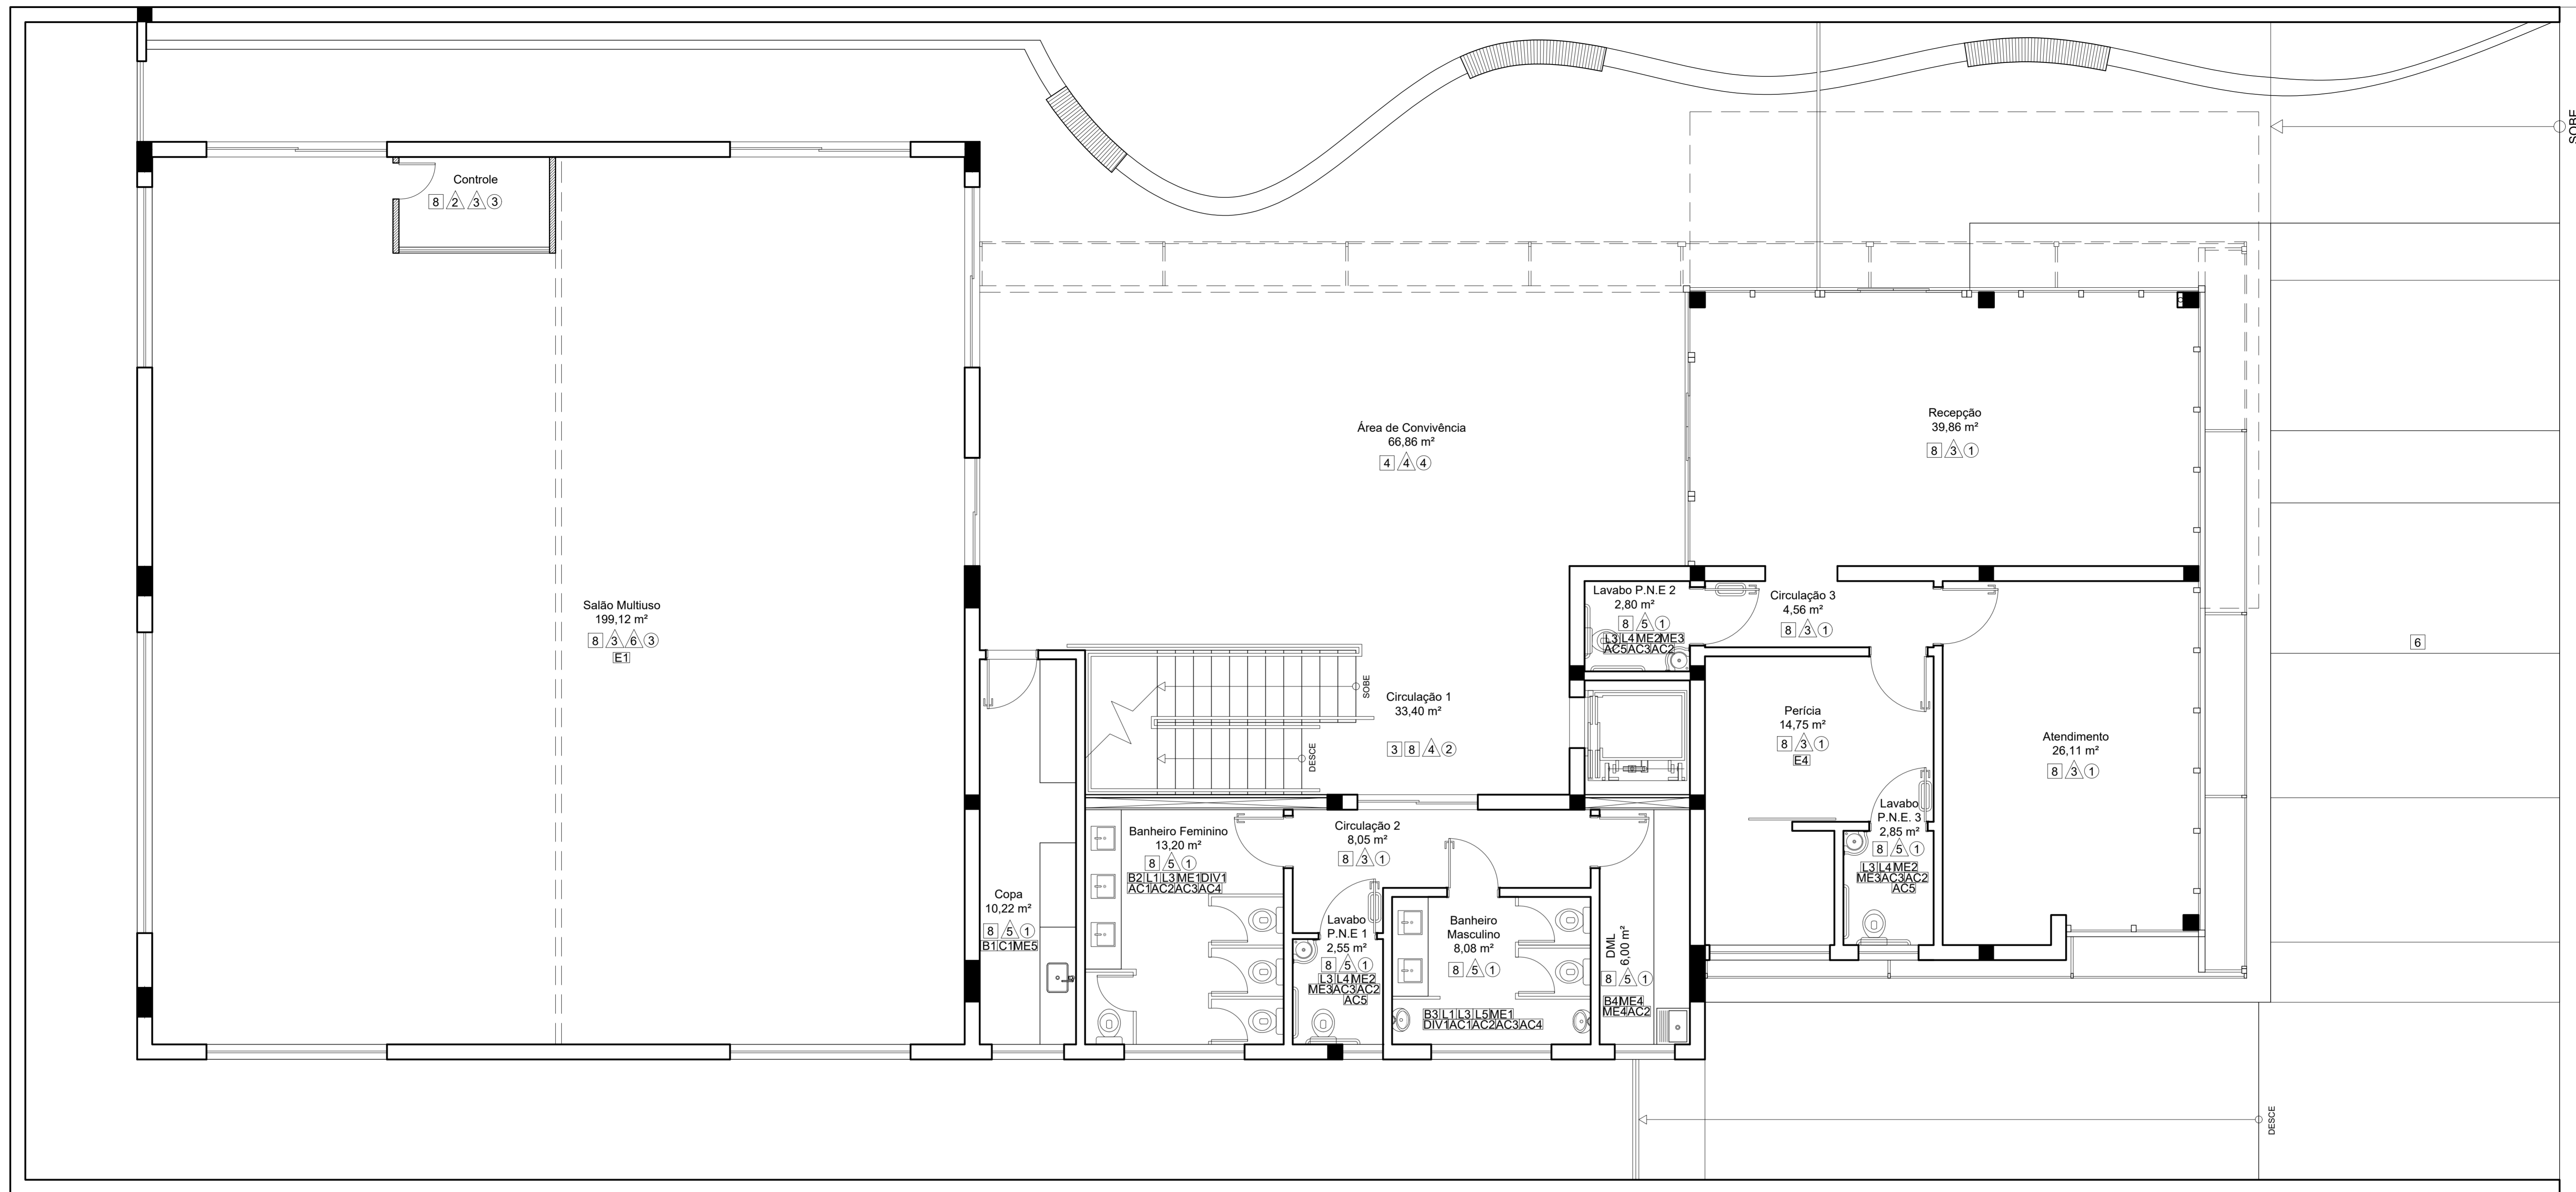 SOBE
Controle
8 2 3 3
Área de Convivência
66,86 m²
4 4 4
Recepção
39,86 m²
8 3 1
Salão Multiuso
199,12 m²
8 3 6 3
E1
Lavabo P.N.E 2
2,80 m²
8 5 1
L3 L4 ME2 ME3
AC5 AC3 AC2
Circulação 3
4,56 m²
8 3 1
6
SOBE
Circulação 1
33,40 m²
3 8 4 2
DESCE
Perícia
14,75 m²
8 3 1
E4
Atendimento
26,11 m²
8 3 1
Lavabo
P.N.E. 3
2,85 m²
8 5 1
L3 L4 ME2
ME3 AC3 AC2
AC5
Banheiro Feminino
13,20 m²
8 5 1
B2 L1 L3 ME1 DIV1
AC1 AC2 AC3 AC4
Circulação 2
8,05 m²
8 3 1
Copa
10,22 m²
8 5 1
B1 C1 ME5
Lavabo
P.N.E 1
2,55 m²
8 5 1
L3 L4 ME2
ME3 AC3 AC2
AC5
Banheiro
Masculino
8,08 m²
8 5 1
B3 L1 L3 L5 ME1
DIV1 AC1 AC2 AC3 AC4
DML
6,00 m²
8 5 1
B4 ME4
ME4 AC2
DESCE